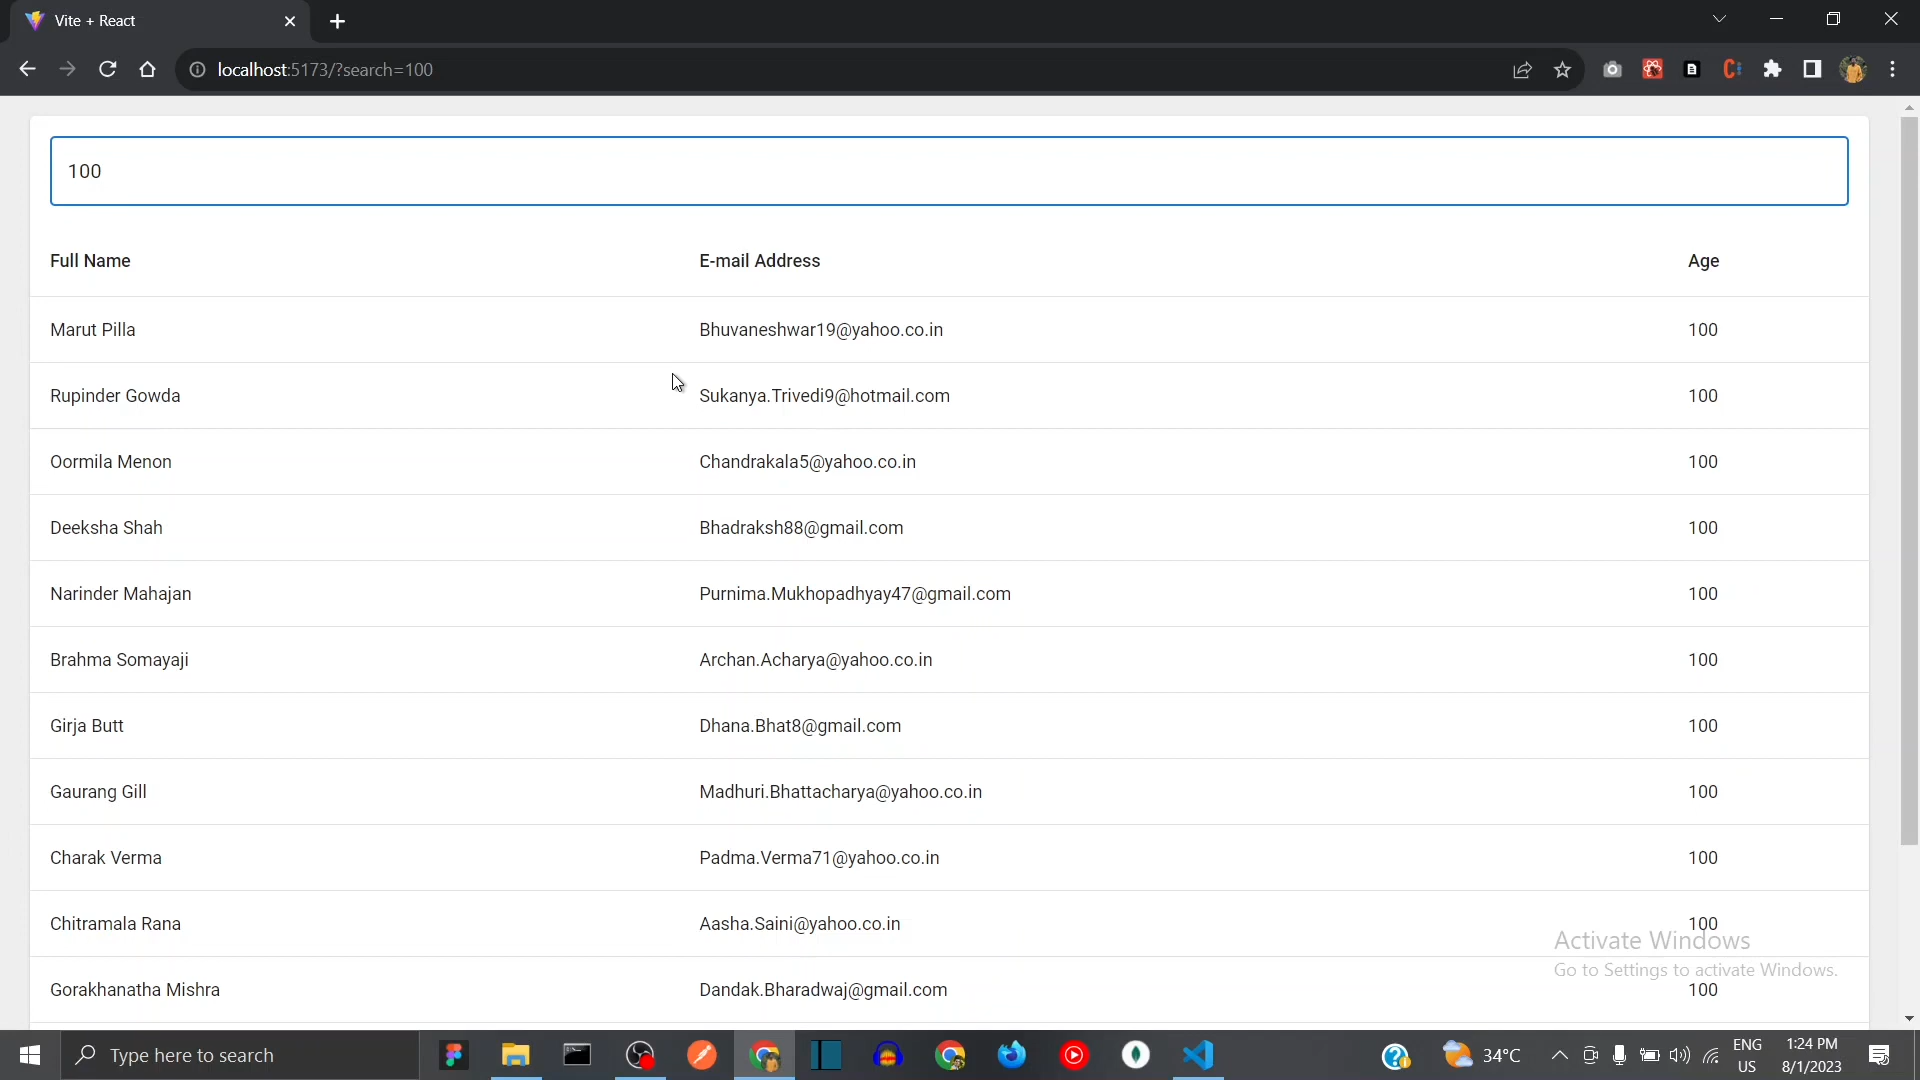 Vite + React
localhost:5173/?search=100
100
Full Name E-mail Address Age
Marut Pilla Bhuvaneshwar19@yahoo.co.in 100
Rupinder Gowda Sukanya.Trivedi9@hotmail.com 100
Oormila Menon Chandrakala5@yahoo.co.in 100
Deeksha Shah Bhadraksh88@gmail.com 100
Narinder Mahajan Purnima.Mukhopadhyay47@gmail.com 100
Brahma Somayaji Archan.Acharya@yahoo.co.in 100
Girja Butt Dhana.Bhat8@gmail.com 100
Gaurang Gill Madhuri.Bhattacharya@yahoo.co.in 100
Charak Verma Padma.Verma71@yahoo.co.in 100
Chitramala Rana Aasha.Saini@yahoo.co.in 100
Activate Windows
Go to Settings to activate Windows.
Gorakhanatha Mishra Dandak.Bharadwaj@gmail.com 100
Type here to search 34°C ENG 1:24 PM
US 8/1/2023